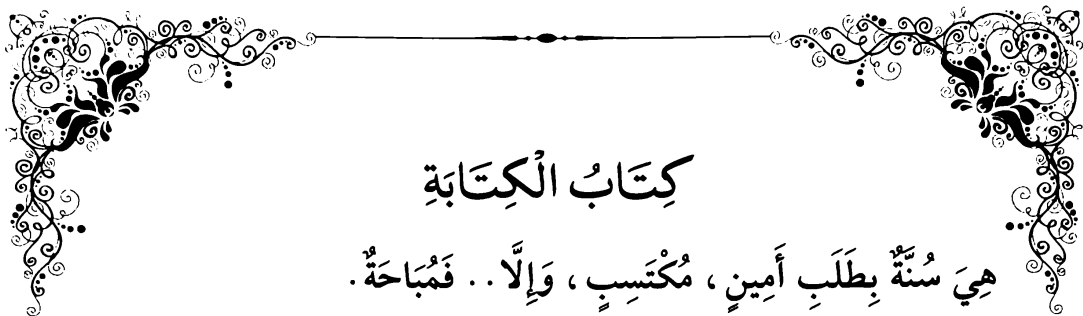 كِتَابُ الْكِتَابَةِ
هِيَ سُنَّةٌ بِطَلَبِ أَمِينٍ ، مُكْتَسِبٍ ، وَإِلَّا . . فَمُبَاحَةٌ .